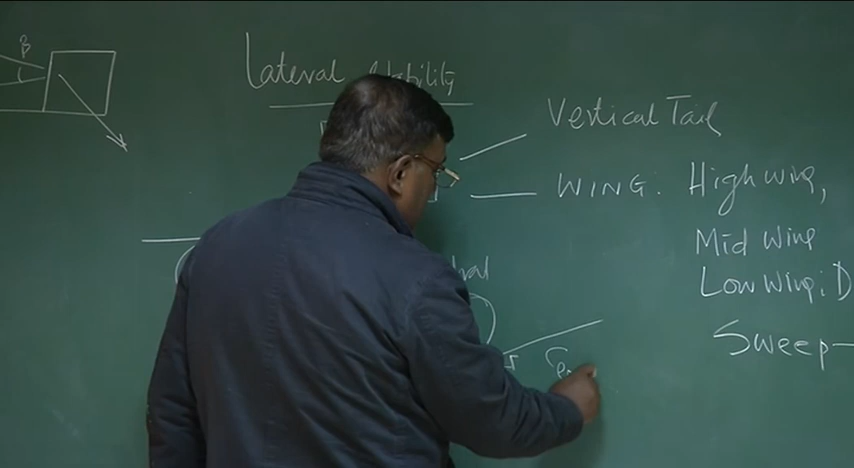 β
Lateral Stability
Vertical Tail
WING: High wing,
Mid Wing
Low Wing; D
Sweep-